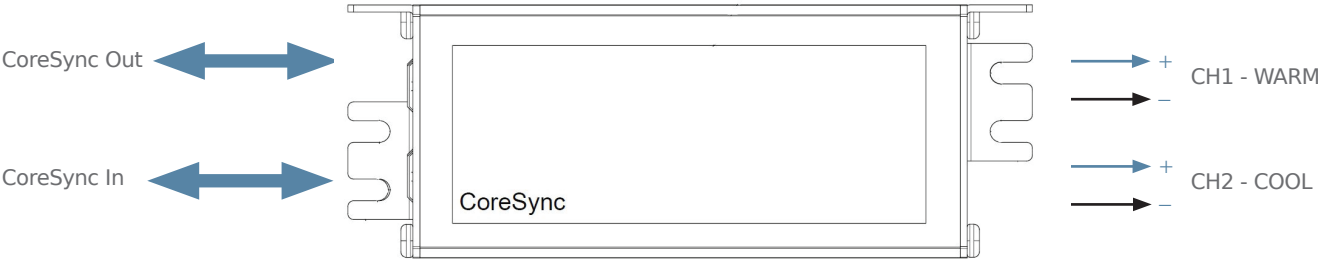 CoreSync Out
CoreSync In
CoreSync
+
CH1 - WARM
−
+
CH2 - COOL
−